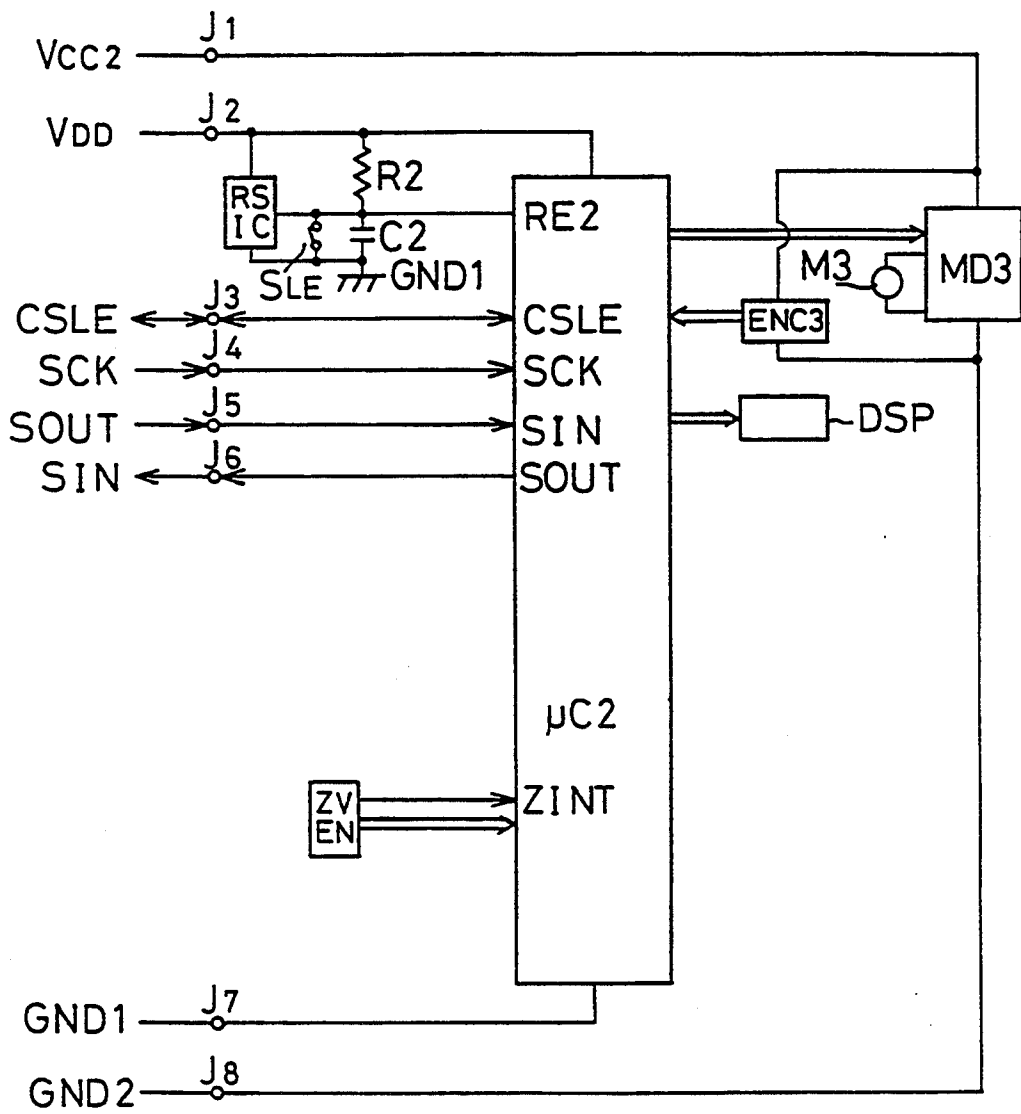 J1
VCC2
J2
VDD
R2
RS
IC
RE2
C2
SLE
GND1
M3
MD3
J3
CSLE
CSLE
ENC3
J4
SCK
SCK
J5
SOUT
SIN
DSP
J6
SIN
SOUT
µC2
ZV
EN
ZINT
J7
GND1
J8
GND2